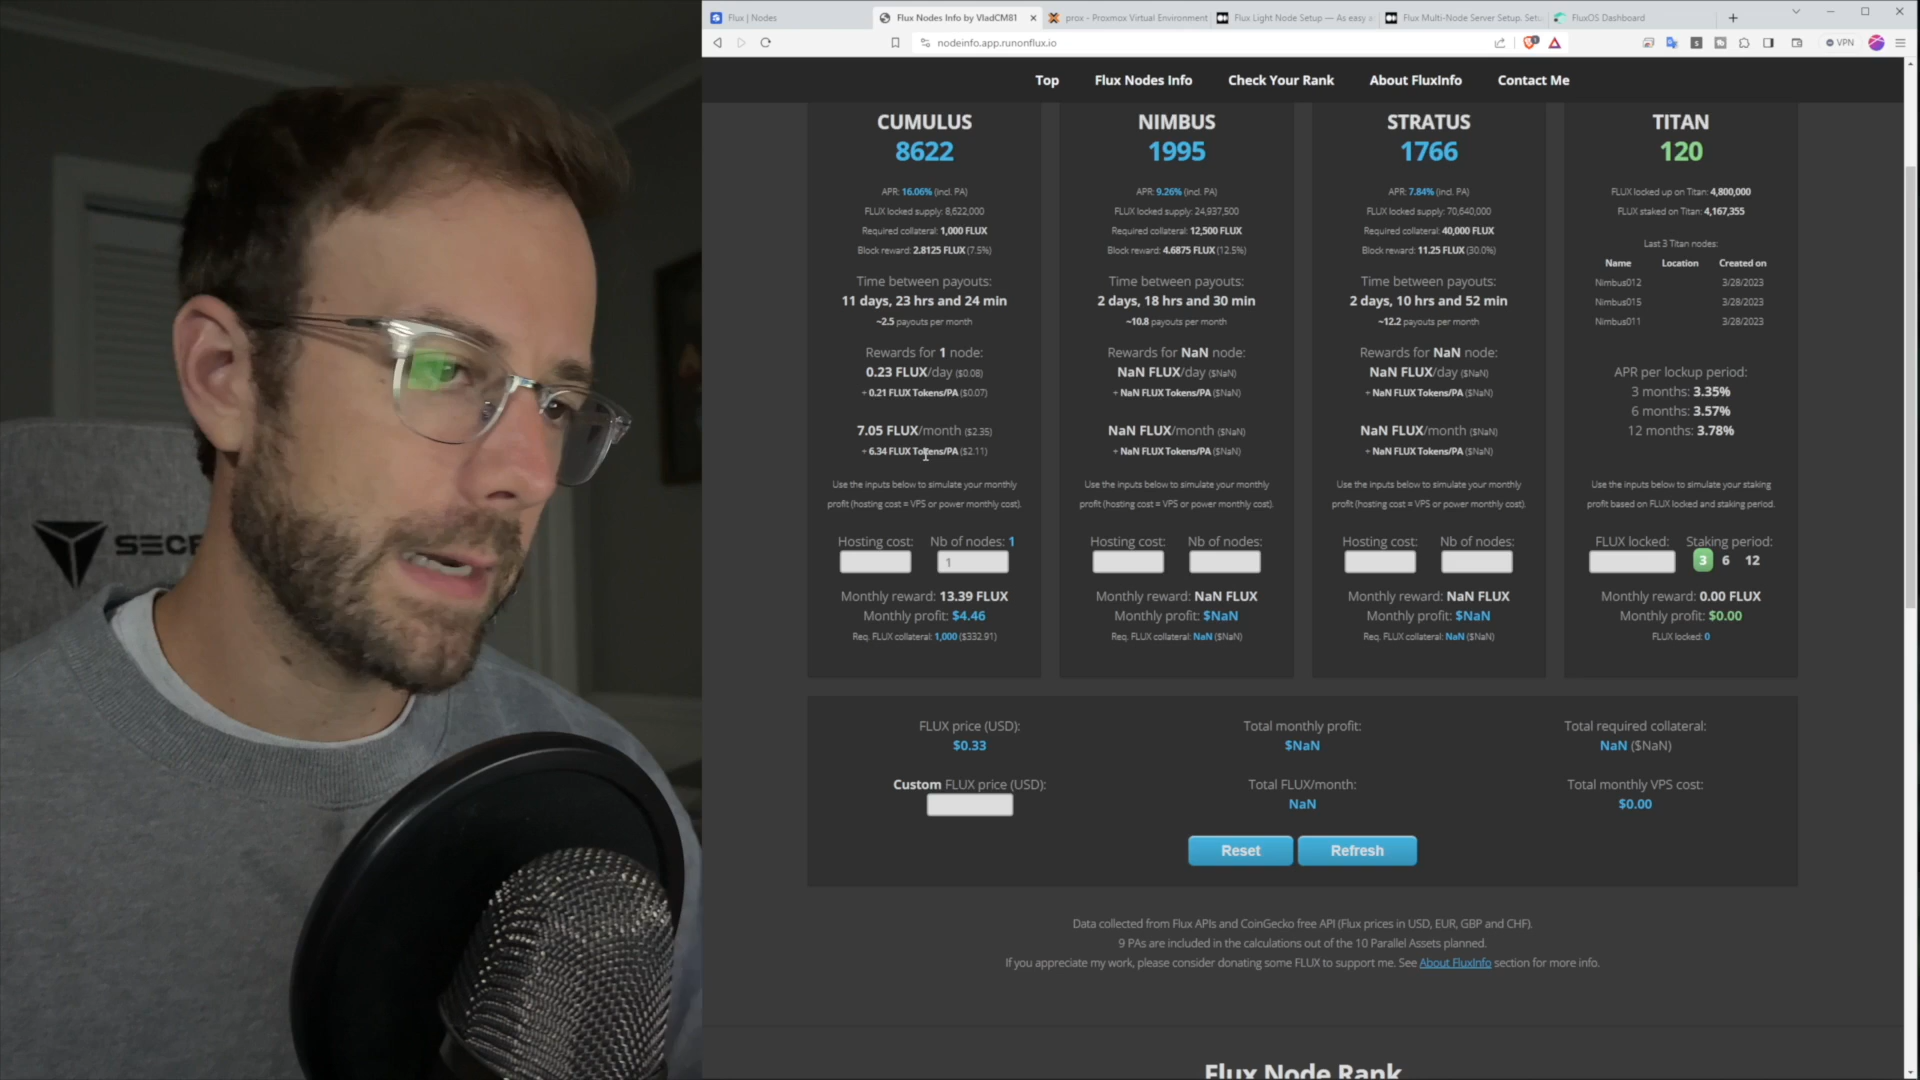 Flux | Nodes
Flux Nodes Info by VladCM81
prox - Proxmox Virtual Environment
Flux Light Node Setup — As easy a
Flux Multi-Node Server Setup. Set
FluxOS Dashboard
nodeinfo.app.runonflux.io
VPN
Top
Flux Nodes Info
Check Your Rank
About FluxInfo
Contact Me
CUMULUS
8622
APR: 16.06% (incl. PA)
FLUX locked supply: 8,622,000
Required collateral: 1,000 FLUX
Block reward: 2.8125 FLUX (7.5%)
Time between payouts:
11 days, 23 hrs and 24 min
~2.5 payouts per month
Rewards for 1 node:
0.23 FLUX/day ($0.08)
+ 0.21 FLUX Tokens/PA ($0.07)
7.05 FLUX/month ($2.35)
+ 6.34 FLUX Tokens/PA ($2.11)
Use the inputs below to simulate your monthly
profit (hosting cost = VPS or power monthly cost).
Hosting cost:
Nb of nodes: 1
1
Monthly reward: 13.39 FLUX
Monthly profit: $4.46
Req. FLUX collateral: 1,000 ($332.91)
NIMBUS
1995
APR: 9.26% (incl. PA)
FLUX locked supply: 24,937,500
Required collateral: 12,500 FLUX
Block reward: 4.6875 FLUX (12.5%)
Time between payouts:
2 days, 18 hrs and 30 min
~10.8 payouts per month
Rewards for NaN node:
NaN FLUX/day ($NaN)
+ NaN FLUX Tokens/PA ($NaN)
NaN FLUX/month ($NaN)
+ NaN FLUX Tokens/PA ($NaN)
Use the inputs below to simulate your monthly
profit (hosting cost = VPS or power monthly cost).
Hosting cost:
Nb of nodes:
Monthly reward: NaN FLUX
Monthly profit: $NaN
Req. FLUX collateral: NaN ($NaN)
STRATUS
1766
APR: 7.84% (incl. PA)
FLUX locked supply: 70,640,000
Required collateral: 40,000 FLUX
Block reward: 11.25 FLUX (30.0%)
Time between payouts:
2 days, 10 hrs and 52 min
~12.2 payouts per month
Rewards for NaN node:
NaN FLUX/day ($NaN)
+ NaN FLUX Tokens/PA ($NaN)
NaN FLUX/month ($NaN)
+ NaN FLUX Tokens/PA ($NaN)
Use the inputs below to simulate your monthly
profit (hosting cost = VPS or power monthly cost).
Hosting cost:
Nb of nodes:
Monthly reward: NaN FLUX
Monthly profit: $NaN
Req. FLUX collateral: NaN ($NaN)
TITAN
120
FLUX locked up on Titan: 4,800,000
FLUX staked on Titan: 4,167,355
Last 3 Titan nodes:
Name Location Created on
Nimbus012 3/28/2023
Nimbus015 3/28/2023
Nimbus011 3/28/2023
APR per lockup period:
3 months: 3.35%
6 months: 3.57%
12 months: 3.78%
Use the inputs below to simulate your staking
profit based on FLUX locked and staking period.
FLUX locked:
Staking period:
3 6 12
Monthly reward: 0.00 FLUX
Monthly profit: $0.00
FLUX locked: 0
FLUX price (USD):
$0.33
Total monthly profit:
$NaN
Total required collateral:
NaN ($NaN)
Custom FLUX price (USD):
Total FLUX/month:
NaN
Total monthly VPS cost:
$0.00
Reset
Refresh
Data collected from Flux APIs and CoinGecko free API (Flux prices in USD, EUR, GBP and CHF).
9 PAs are included in the calculations out of the 10 Parallel Assets planned.
If you appreciate my work, please consider donating some FLUX to support me. See About FluxInfo section for more info.
Flux Node Rank